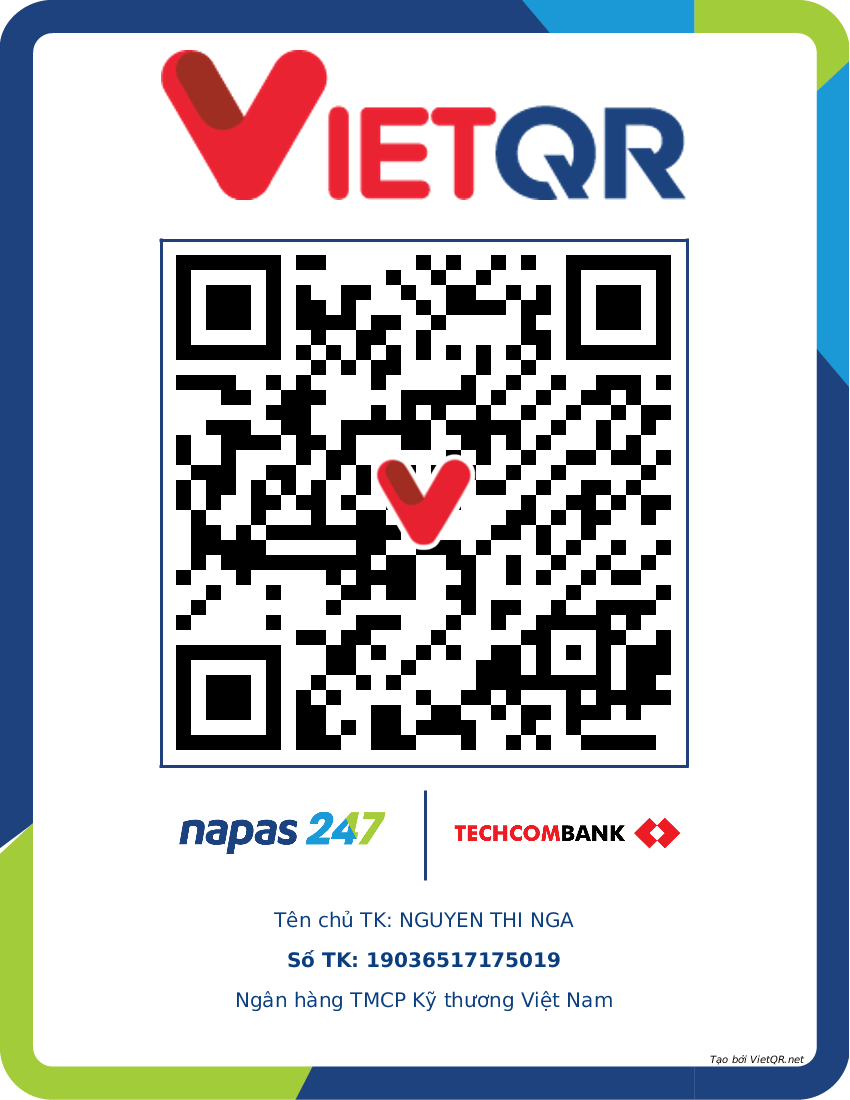 VIETQR
napas 247
TECHCOMBANK
Tên chủ TK: NGUYEN THI NGA
Số TK: 19036517175019
Ngân hàng TMCP Kỹ thương Việt Nam
Tạo bởi VietQR.net